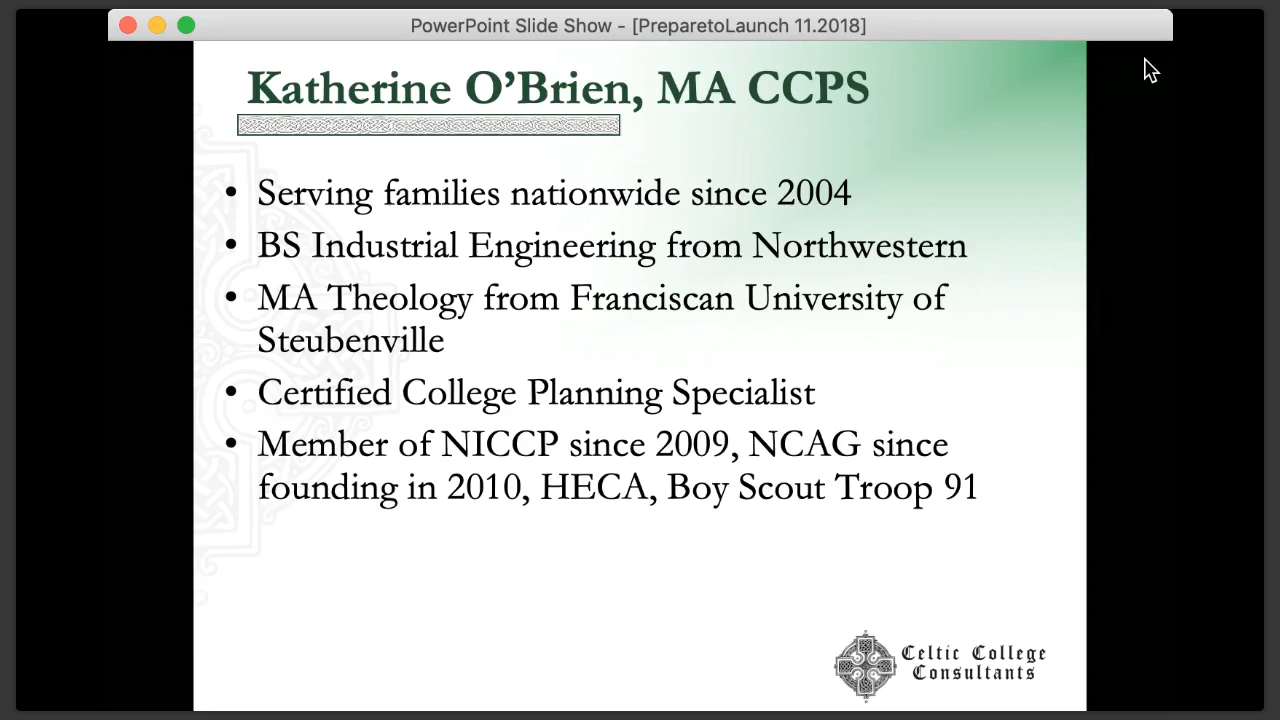 PowerPoint Slide Show - [PreparetoLaunch 11.2018]
Katherine O’Brien, MA CCPS
• Serving families nationwide since 2004
• BS Industrial Engineering from Northwestern
• MA Theology from Franciscan University of
Steubenville
• Certified College Planning Specialist
• Member of NICCP since 2009, NCAG since
founding in 2010, HECA, Boy Scout Troop 91
Celtic College
Consultants